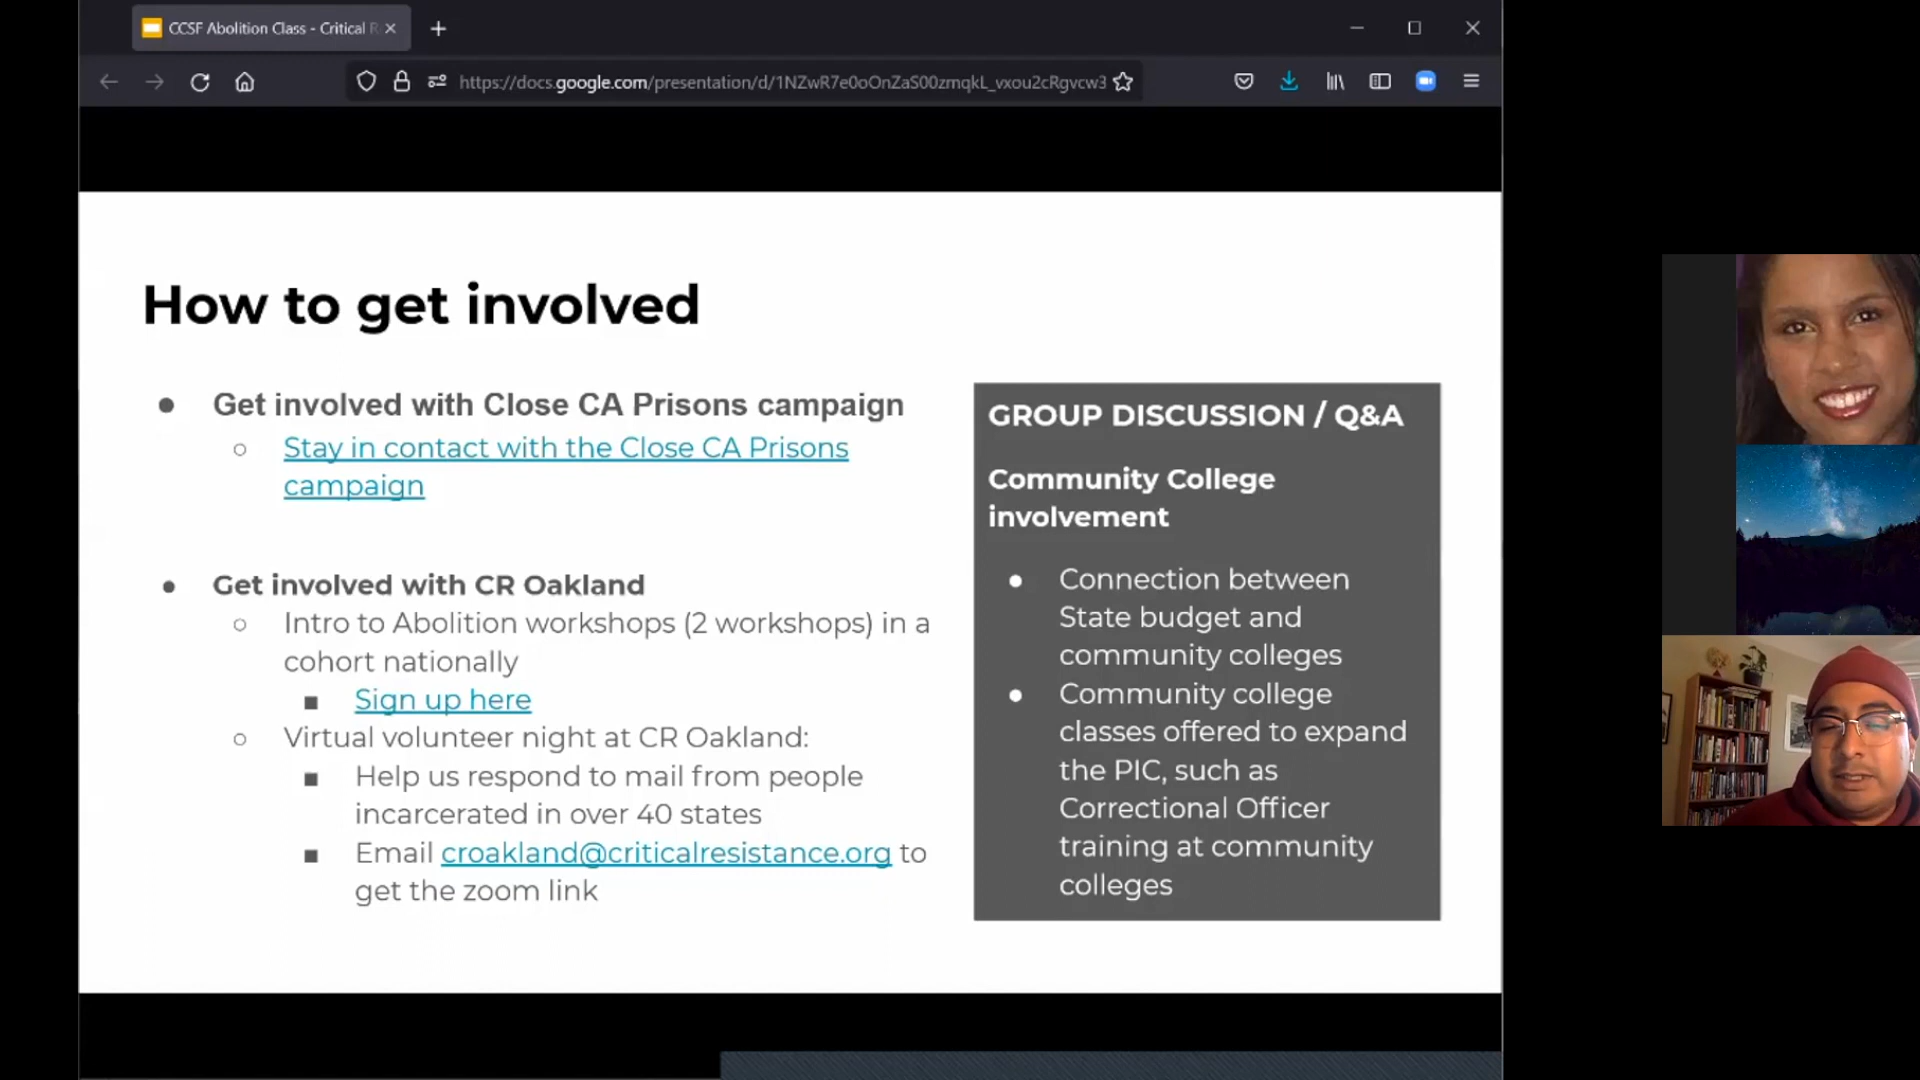 CCSF Abolition Class - Critical R
https://docs.google.com/presentation/d/1NZwR7e0oOnZaS00zmqkL_vxou2cRgvcw3
How to get involved
● Get involved with Close CA Prisons campaign
○ Stay in contact with the Close CA Prisons
campaign
● Get involved with CR Oakland
○ Intro to Abolition workshops (2 workshops) in a
cohort nationally
■ Sign up here
○ Virtual volunteer night at CR Oakland:
■ Help us respond to mail from people
incarcerated in over 40 states
■ Email croakland@criticalresistance.org to
get the zoom link
GROUP DISCUSSION / Q&A
Community College
involvement
● Connection between
State budget and
community colleges
● Community college
classes offered to expand
the PIC, such as
Correctional Officer
training at community
colleges